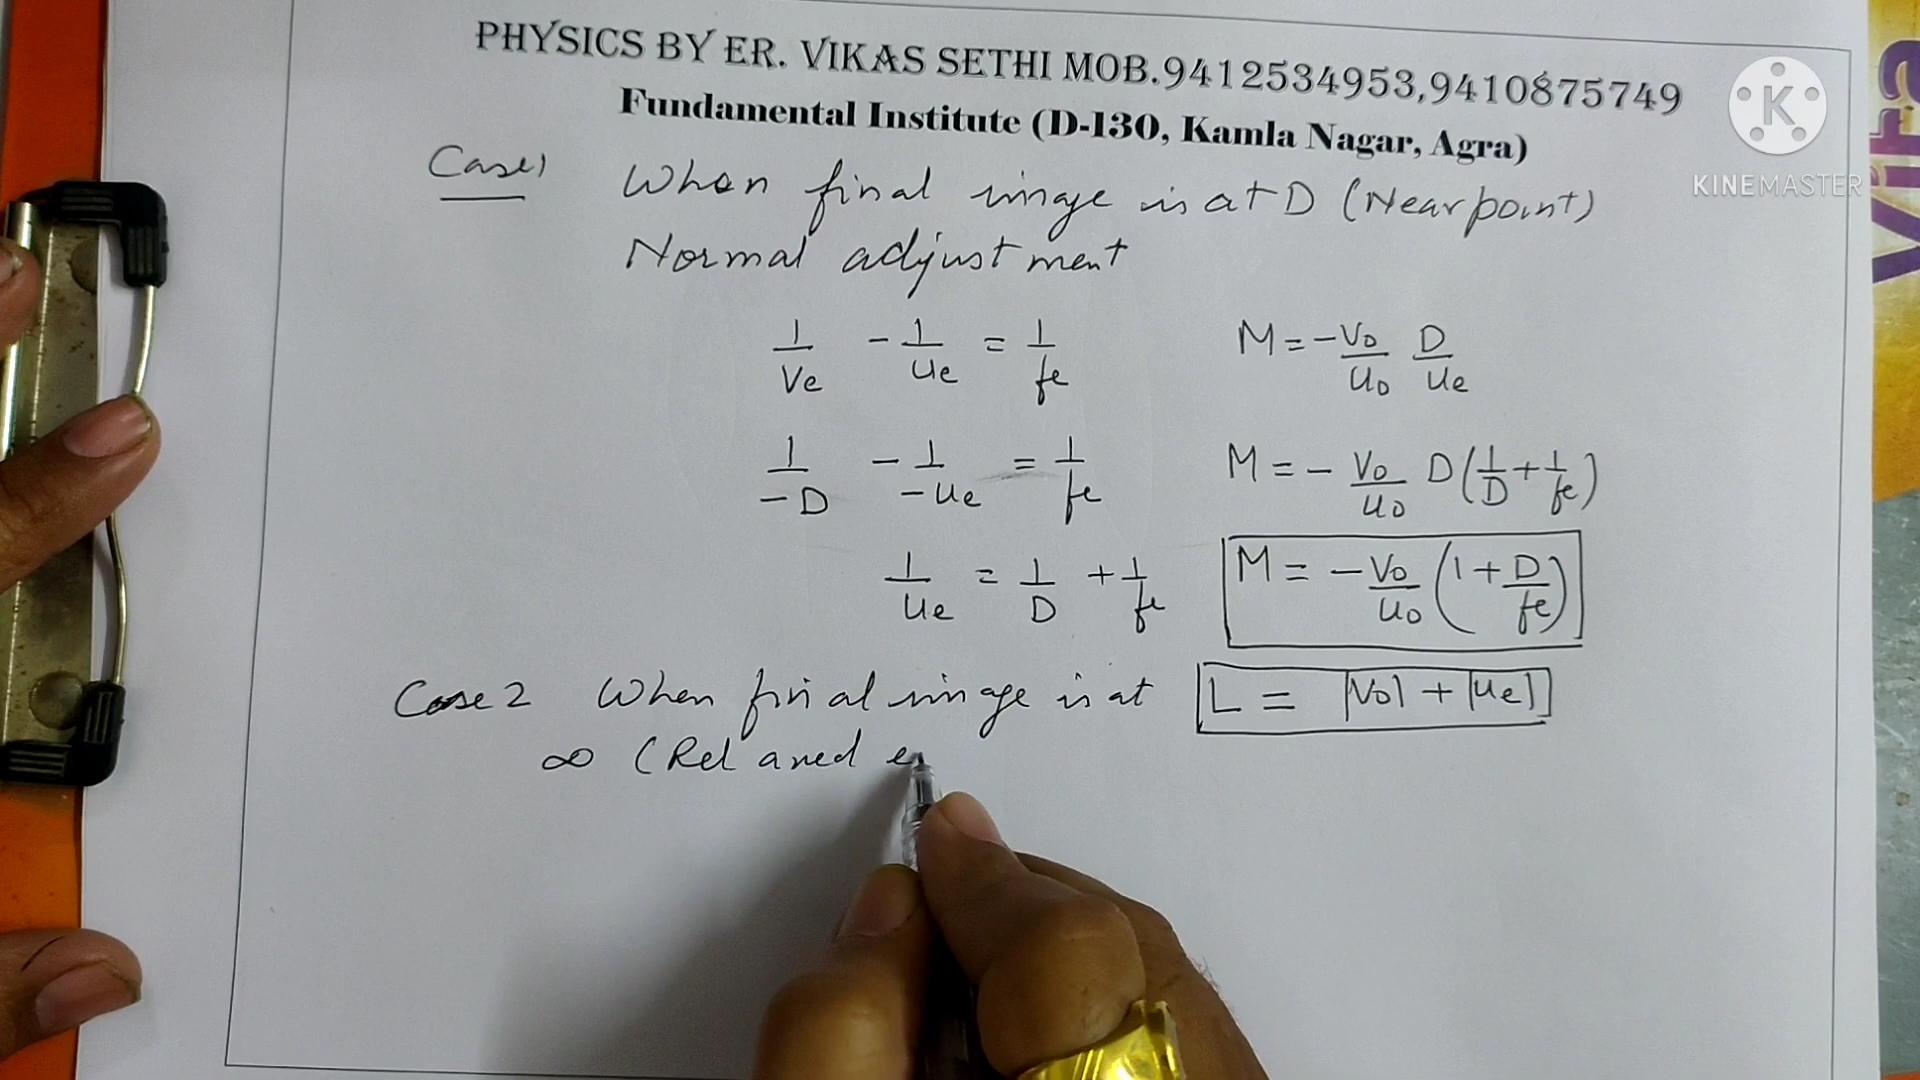 PHYSICS BY ER. VIKAS SETHI MOB.9412534953,9410875749
Fundamental Institute (D-130, Kamla Nagar, Agra)
KINEMASTER
Case 1 When final image is at D (Near point)
Normal adjustment
1/Ve - 1/ue = 1/fe
M = - Vo/uo D/ue
1/-D - 1/-ue = 1/fe
M = - Vo/uo D(1/D + 1/fe)
1/ue = 1/D + 1/fe
M = - Vo/uo (1 + D/fe)
Case 2 When final image is at
L = |Vo| + |ue|
∞ (Relaxed e